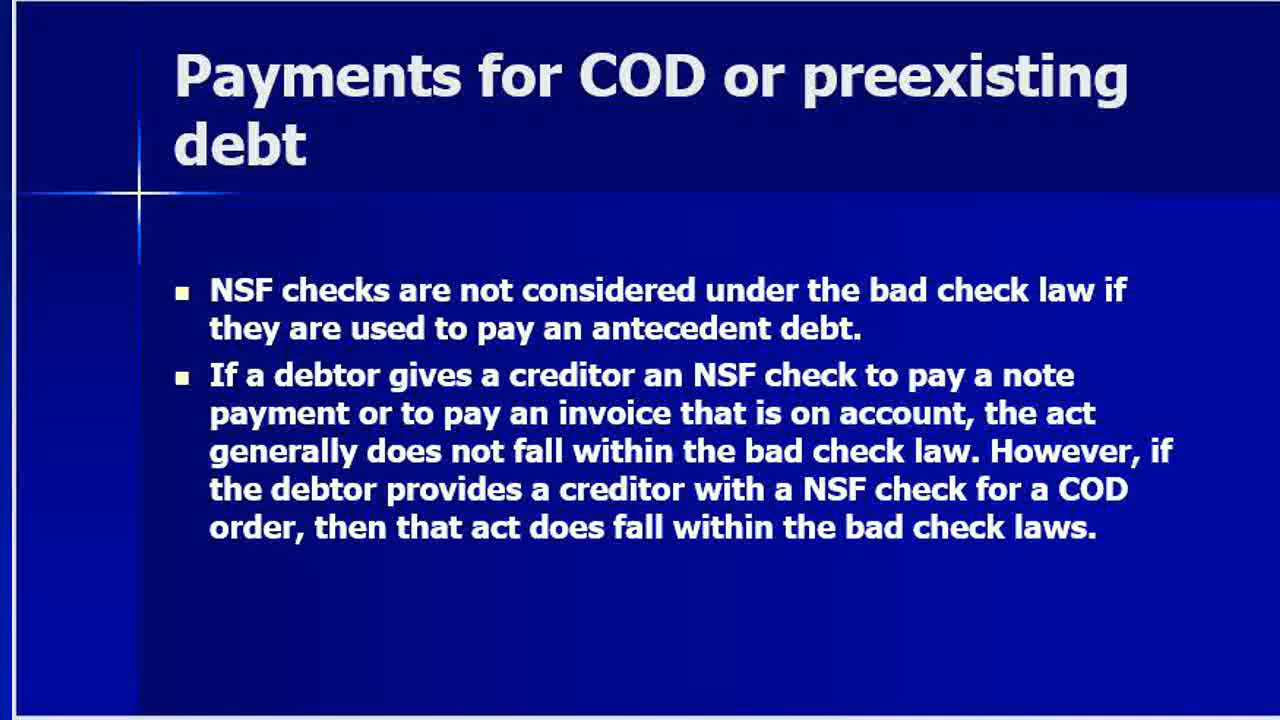 Payments for COD or preexisting
debt
NSF checks are not considered under the bad check law if
they are used to pay an antecedent debt.
If a debtor gives a creditor an NSF check to pay a note
payment or to pay an invoice that is on account, the act
generally does not fall within the bad check law. However, if
the debtor provides a creditor with a NSF check for a COD
order, then that act does fall within the bad check laws.